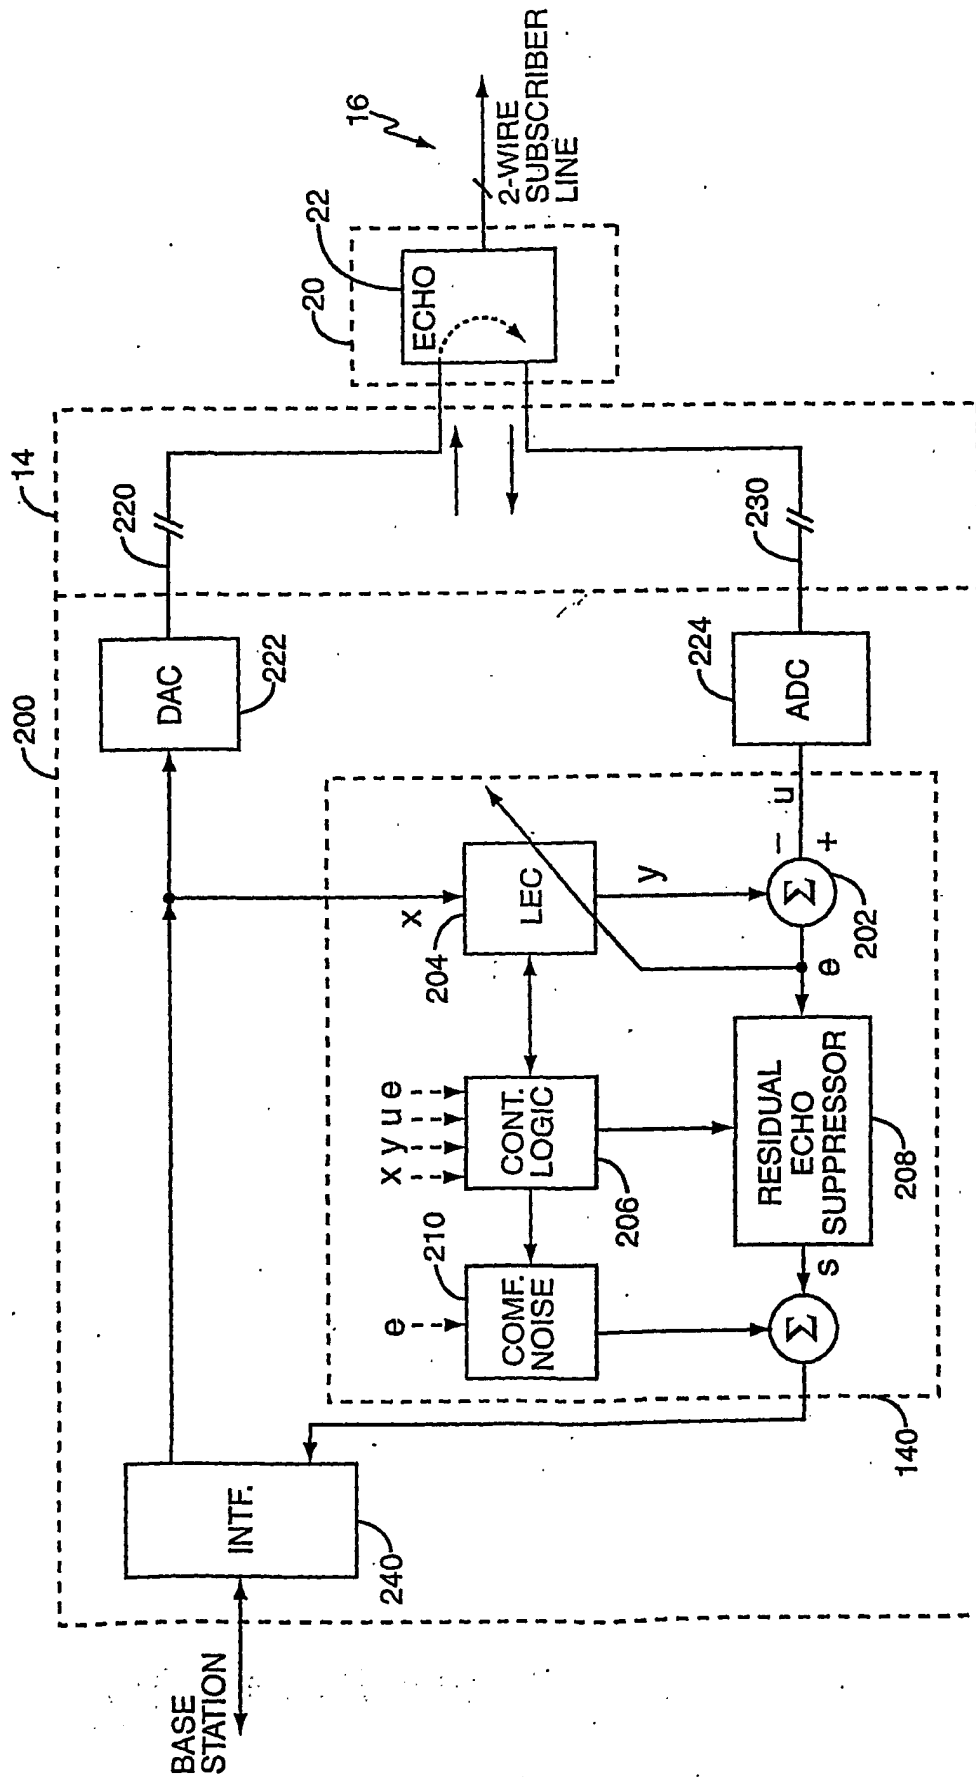 200
14
220
DAC
222
20
22
ECHO
16
2-WIRE
SUBSCRIBER
LINE
230
224
ADC
BASE
STATION
INTF.
240
x
204
LEC
y
u
−
+
Σ
202
e
x y u e
CONT.
LOGIC
206
e
210
COMF.
NOISE
RESIDUAL
ECHO
SUPPRESSOR
208
s
Σ
140